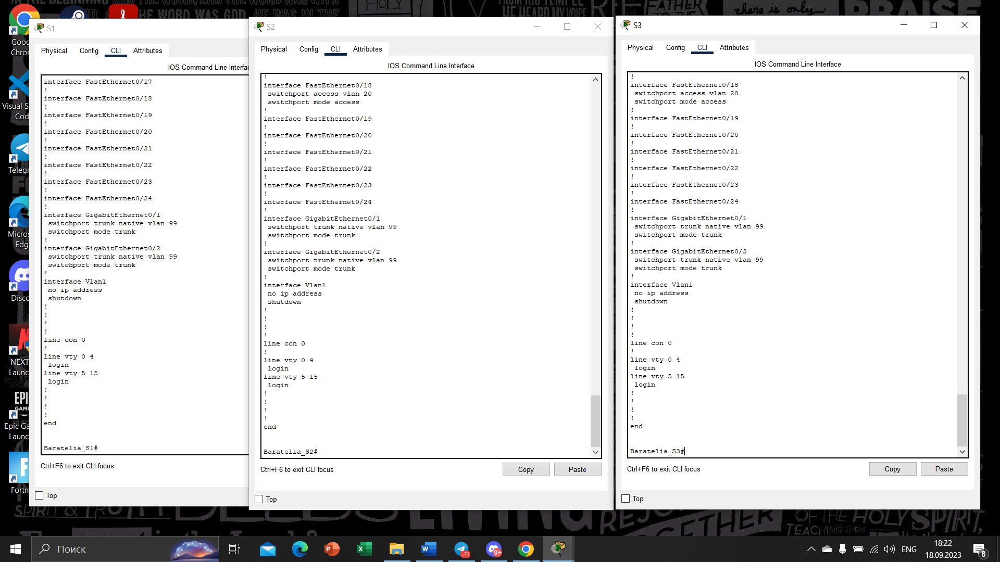 S1
Physical
Config
CLI
Attributes
IOS Command Line Interfac
interface FastEthernet0/17
!
interface FastEthernet0/18
!
interface FastEthernet0/19
!
interface FastEthernet0/20
!
interface FastEthernet0/21
!
interface FastEthernet0/22
!
interface FastEthernet0/23
!
interface FastEthernet0/24
!
interface GigabitEthernet0/1
switchport trunk native vlan 99
switchport mode trunk
!
interface GigabitEthernet0/2
switchport trunk native vlan 99
switchport mode trunk
!
interface Vlan1
no ip address
shutdown
!
!
!
!
line con 0
!
line vty 0 4
login
line vty 5 15
login
!
!
!
!
end
Baratelia_S1#
Ctrl+F6 to exit CLI focus
Top
S2
Physical
Config
CLI
Attributes
IOS Command Line Interface
!
interface FastEthernet0/18
switchport access vlan 20
switchport mode access
!
interface FastEthernet0/19
!
interface FastEthernet0/20
!
interface FastEthernet0/21
!
interface FastEthernet0/22
!
interface FastEthernet0/23
!
interface FastEthernet0/24
!
interface GigabitEthernet0/1
switchport trunk native vlan 99
switchport mode trunk
!
interface GigabitEthernet0/2
switchport trunk native vlan 99
switchport mode trunk
!
interface Vlan1
no ip address
shutdown
!
!
!
!
line con 0
!
line vty 0 4
login
line vty 5 15
login
!
!
!
!
end
Baratelia_S2#
Ctrl+F6 to exit CLI focus
Copy
Paste
Top
S3
Physical
Config
CLI
Attributes
IOS Command Line Interface
!
interface FastEthernet0/18
switchport access vlan 20
switchport mode access
!
interface FastEthernet0/19
!
interface FastEthernet0/20
!
interface FastEthernet0/21
!
interface FastEthernet0/22
!
interface FastEthernet0/23
!
interface FastEthernet0/24
!
interface GigabitEthernet0/1
switchport trunk native vlan 99
switchport mode trunk
!
interface GigabitEthernet0/2
switchport trunk native vlan 99
switchport mode trunk
!
interface Vlan1
no ip address
shutdown
!
!
!
!
line con 0
!
line vty 0 4
login
line vty 5 15
login
!
!
!
!
end
Baratelia_S3#
Ctrl+F6 to exit CLI focus
Copy
Paste
Top
Goog
Chron
Visual S
Cod
Telegr
Micros
Edg
Disco
NEXT
Launc
EPIC
GAME
Epic Ga
Launc
Fortn
HOLY
HE HEARD MY VOICE
FATHER
there is only
PRAISE
SPIRIT & TRUTH
DEEDS
LIVING
TOGETHER
OF THE HOLY SPIRIT,
TEACHING THEM
Поиск
71
9+
ENG
18:22
18.09.2023
8